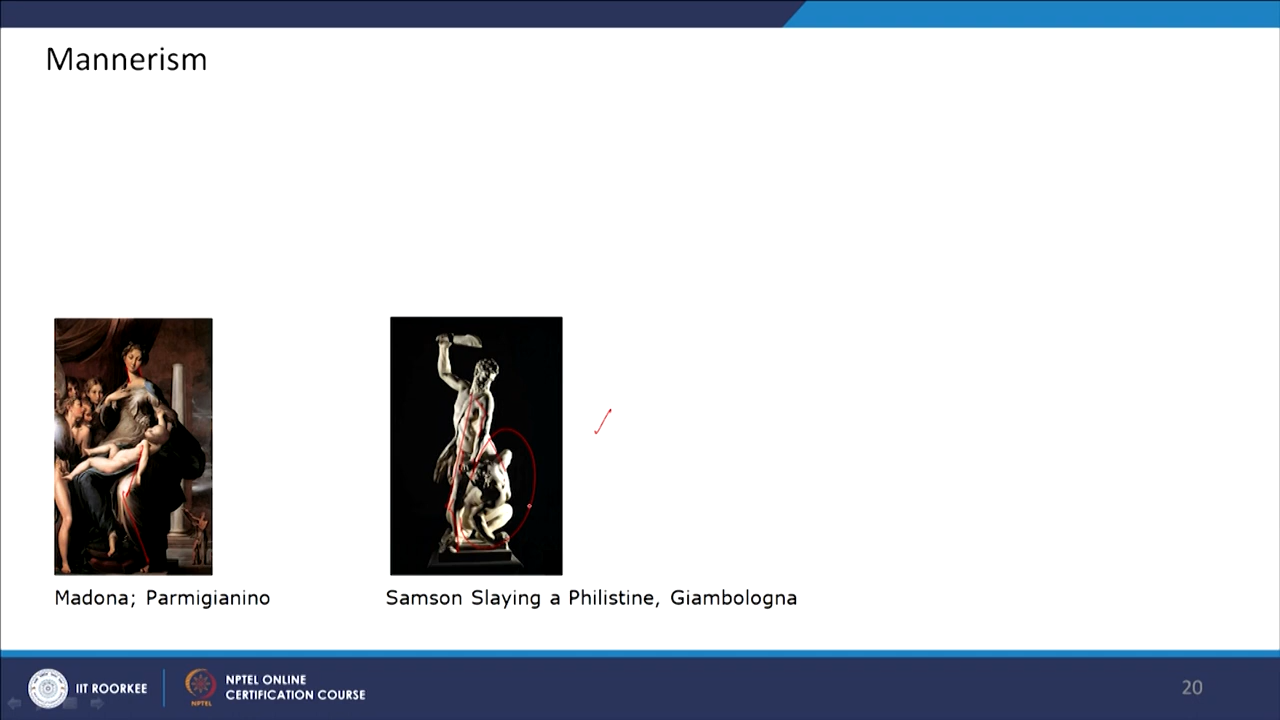 Mannerism
Madona; Parmigianino
Samson Slaying a Philistine, Giambologna
IIT ROORKEE
NPTEL ONLINE
CERTIFICATION COURSE
NPTEL
20